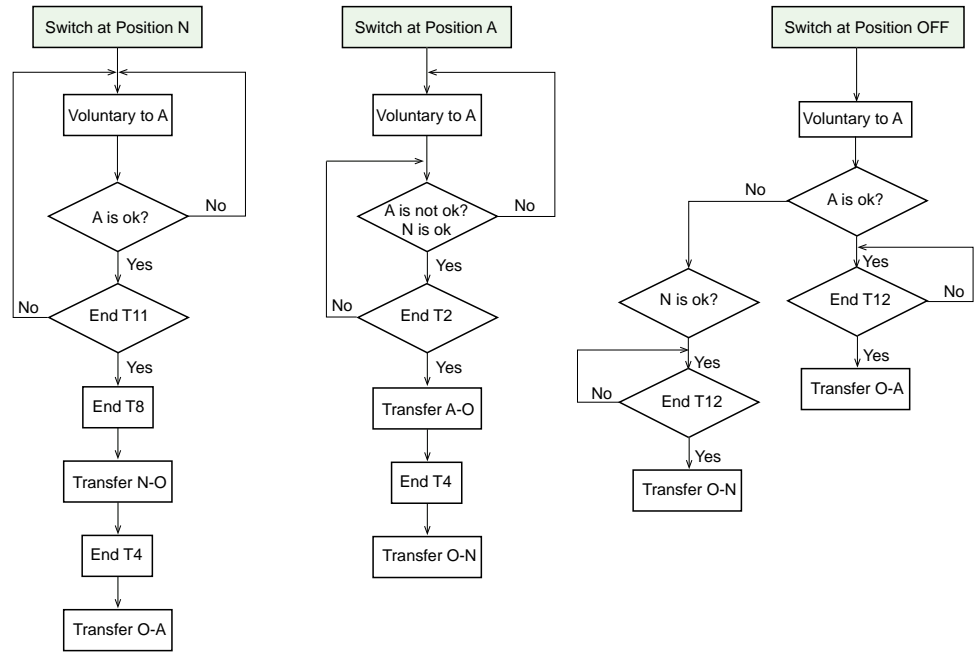 Switch at Position N
Voluntary to A
A is ok?
No
Yes
No
End T11
Yes
End T8
Transfer N-O
End T4
Transfer O-A
Switch at Position A
Voluntary to A
A is not ok?
N is ok
No
Yes
No
End T2
Yes
Transfer A-O
End T4
Transfer O-N
Switch at Position OFF
Voluntary to A
No
A is ok?
Yes
End T12
No
Yes
Transfer O-A
N is ok?
Yes
No
End T12
Yes
Transfer O-N